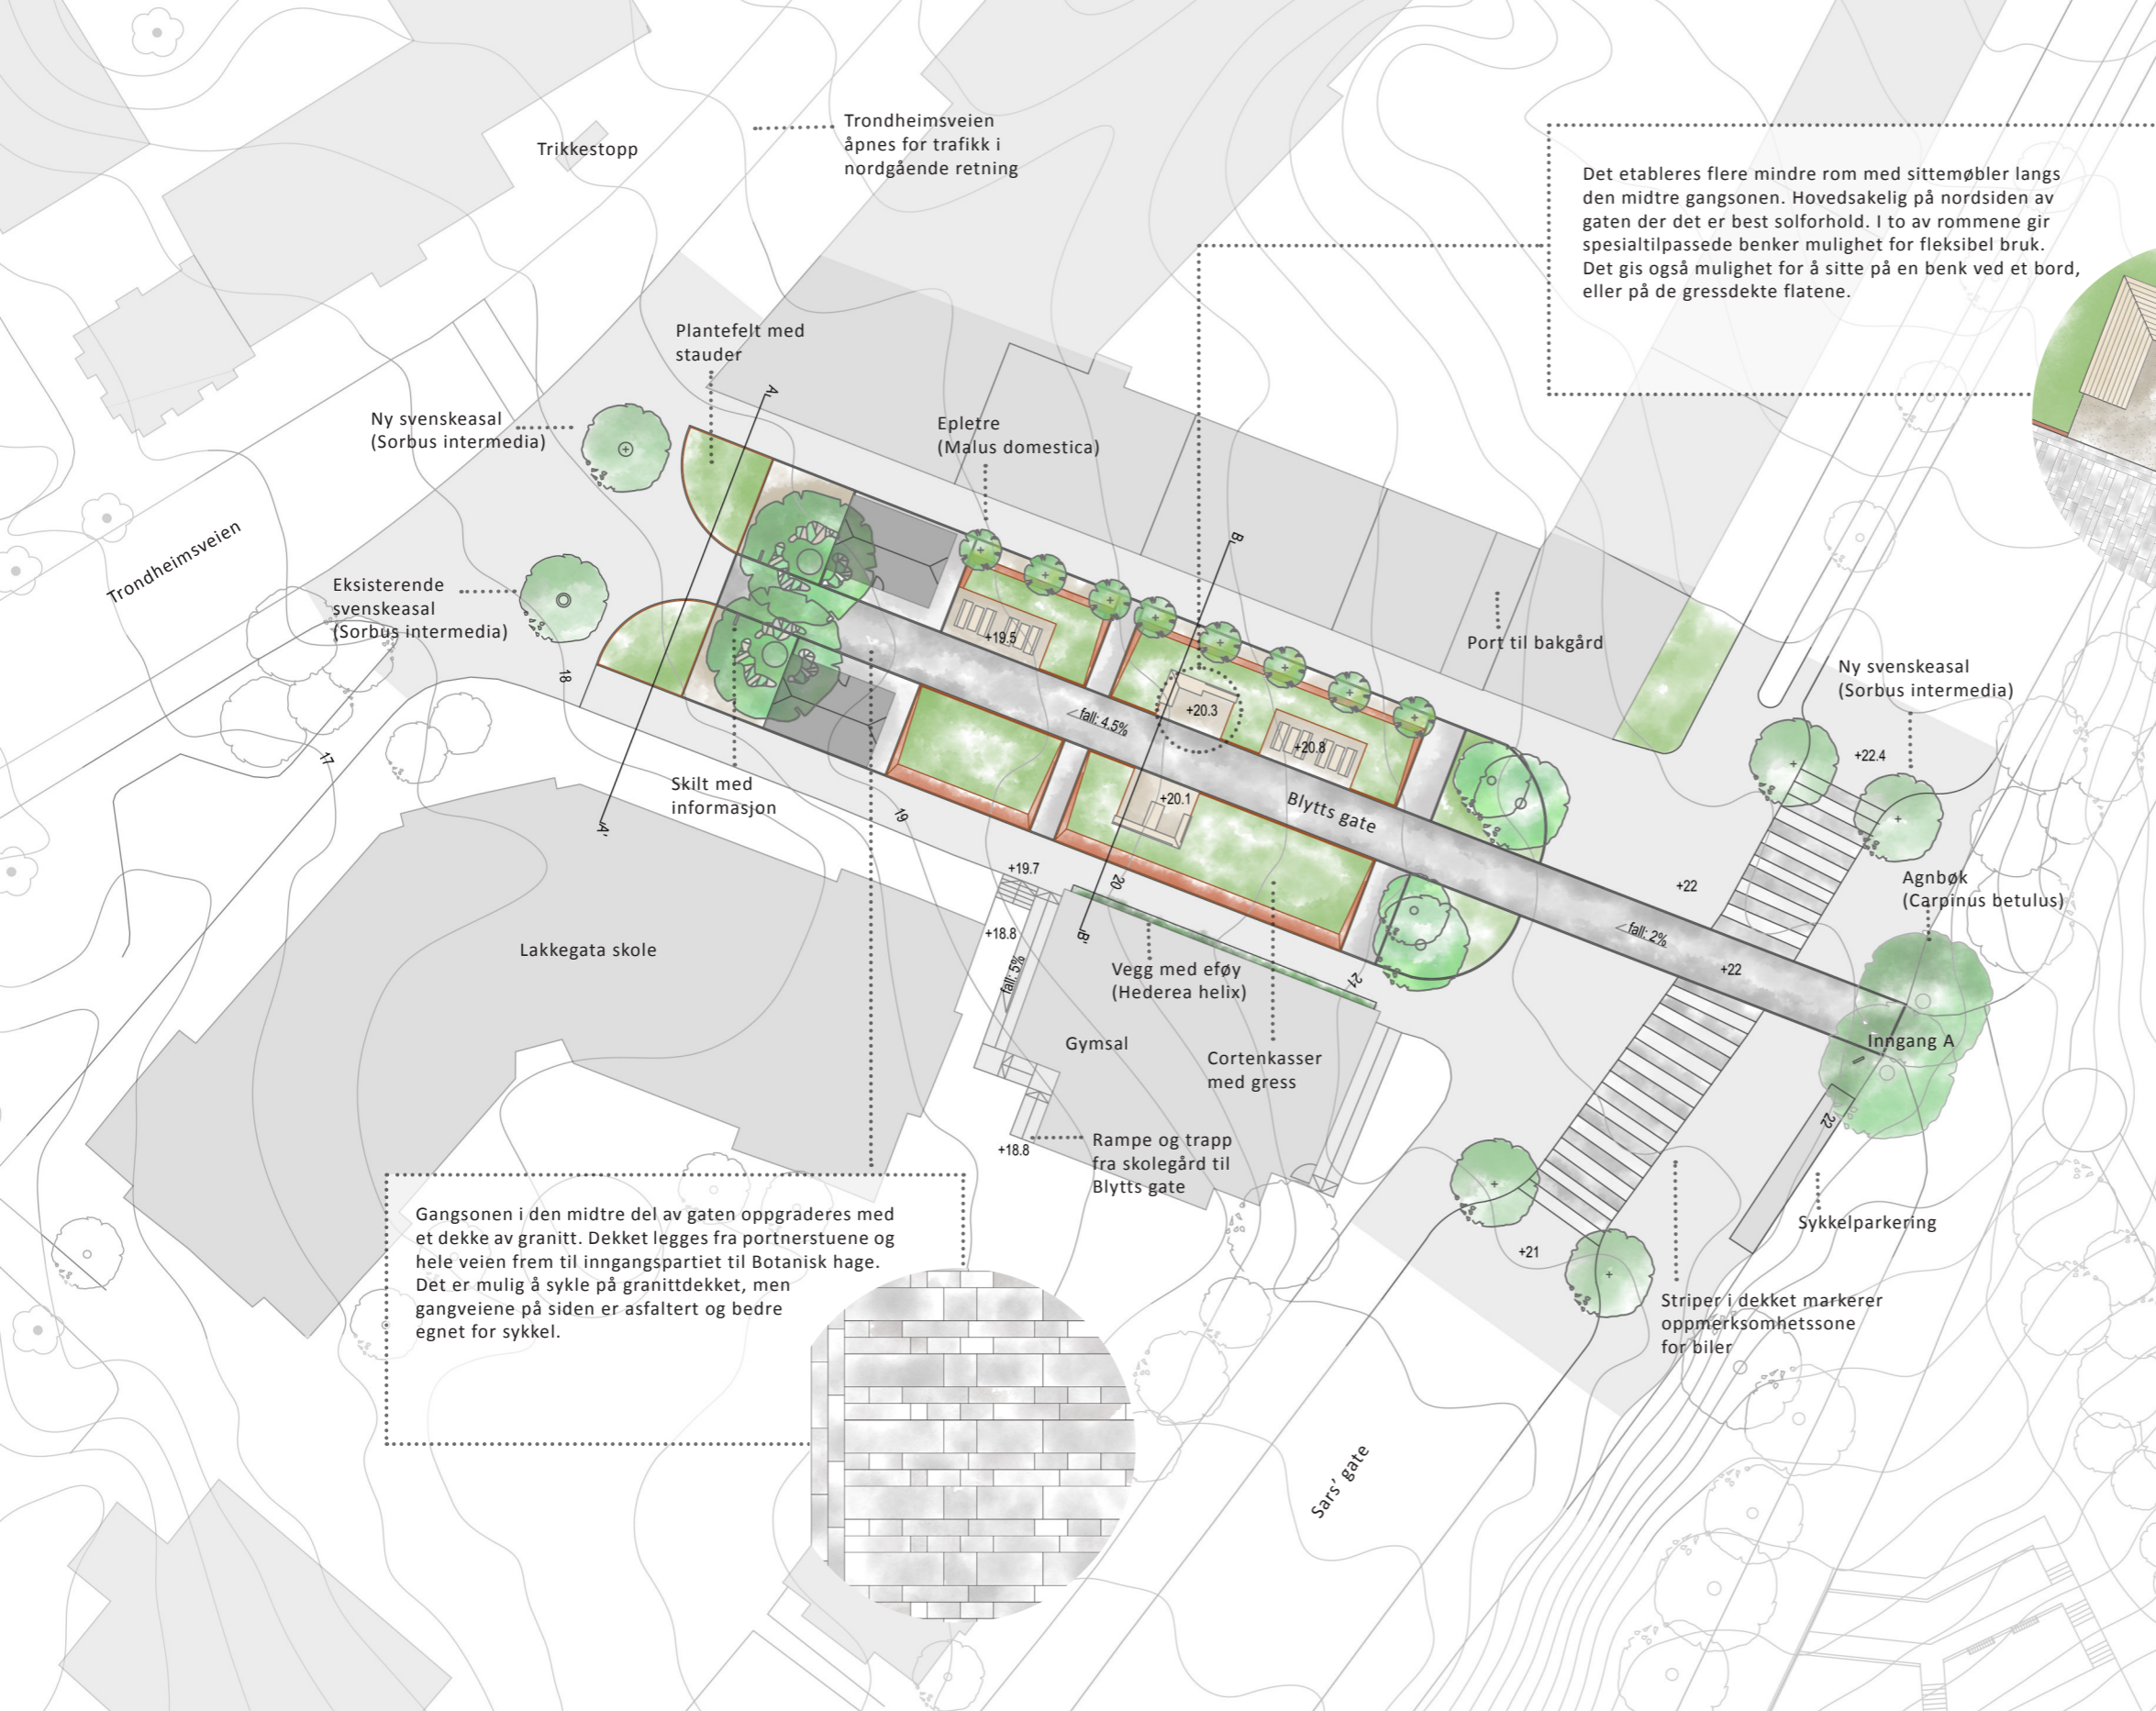 Trikkestopp
Trondheimsveien
åpnes for trafikk i
nordgående retning
Det etableres flere mindre rom med sittemøbler langs
den midtre gangsonen. Hovedsakelig på nordsiden av
gaten der det er best solforhold. I to av rommene gir
spesialtilpassede benker mulighet for fleksibel bruk.
Det gis også mulighet for å sitte på en benk ved et bord,
eller på de gressdekte flatene.
Plantefelt med
stauder
A
Ny svenskeasal
(Sorbus intermedia)
Epletre
(Malus domestica)
Trondheimsveien
B
Eksisterende
svenskeasal
(Sorbus intermedia)
+19.5
Port til bakgård
Ny svenskeasal
(Sorbus intermedia)
18
+20.3
fall: 4.5%
+20.8
+22.4
17
Skilt med
informasjon
+20.1
Blytts gate
19
A'
+19.7
20
+22
Agnbøk
(Carpinus betulus)
+18.8
B'
fall: 2%
Lakkegata skole
fall: 5%
Vegg med eføy
(Hederea helix)
21
+22
Gymsal
Cortenkasser
med gress
Inngang A
22
+18.8
Rampe og trapp
fra skolegård til
Blytts gate
Gangsonen i den midtre del av gaten oppgraderes med
et dekke av granitt. Dekket legges fra portnerstuene og
hele veien frem til inngangspartiet til Botanisk hage.
Det er mulig å sykle på granittdekket, men
gangveiene på siden er asfaltert og bedre
egnet for sykkel.
Sykkelparkering
+21
Striper i dekket markerer
oppmerksomhetssone
for biler
Sars' gate